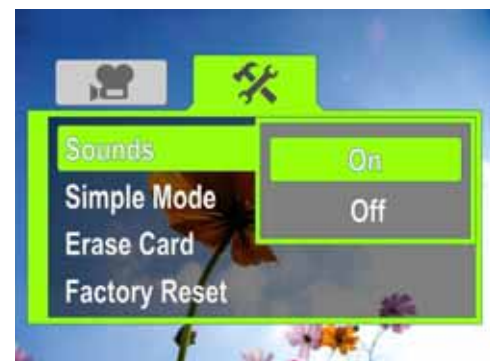 Sounds
On
Simple Mode
Off
Erase Card
Factory Reset